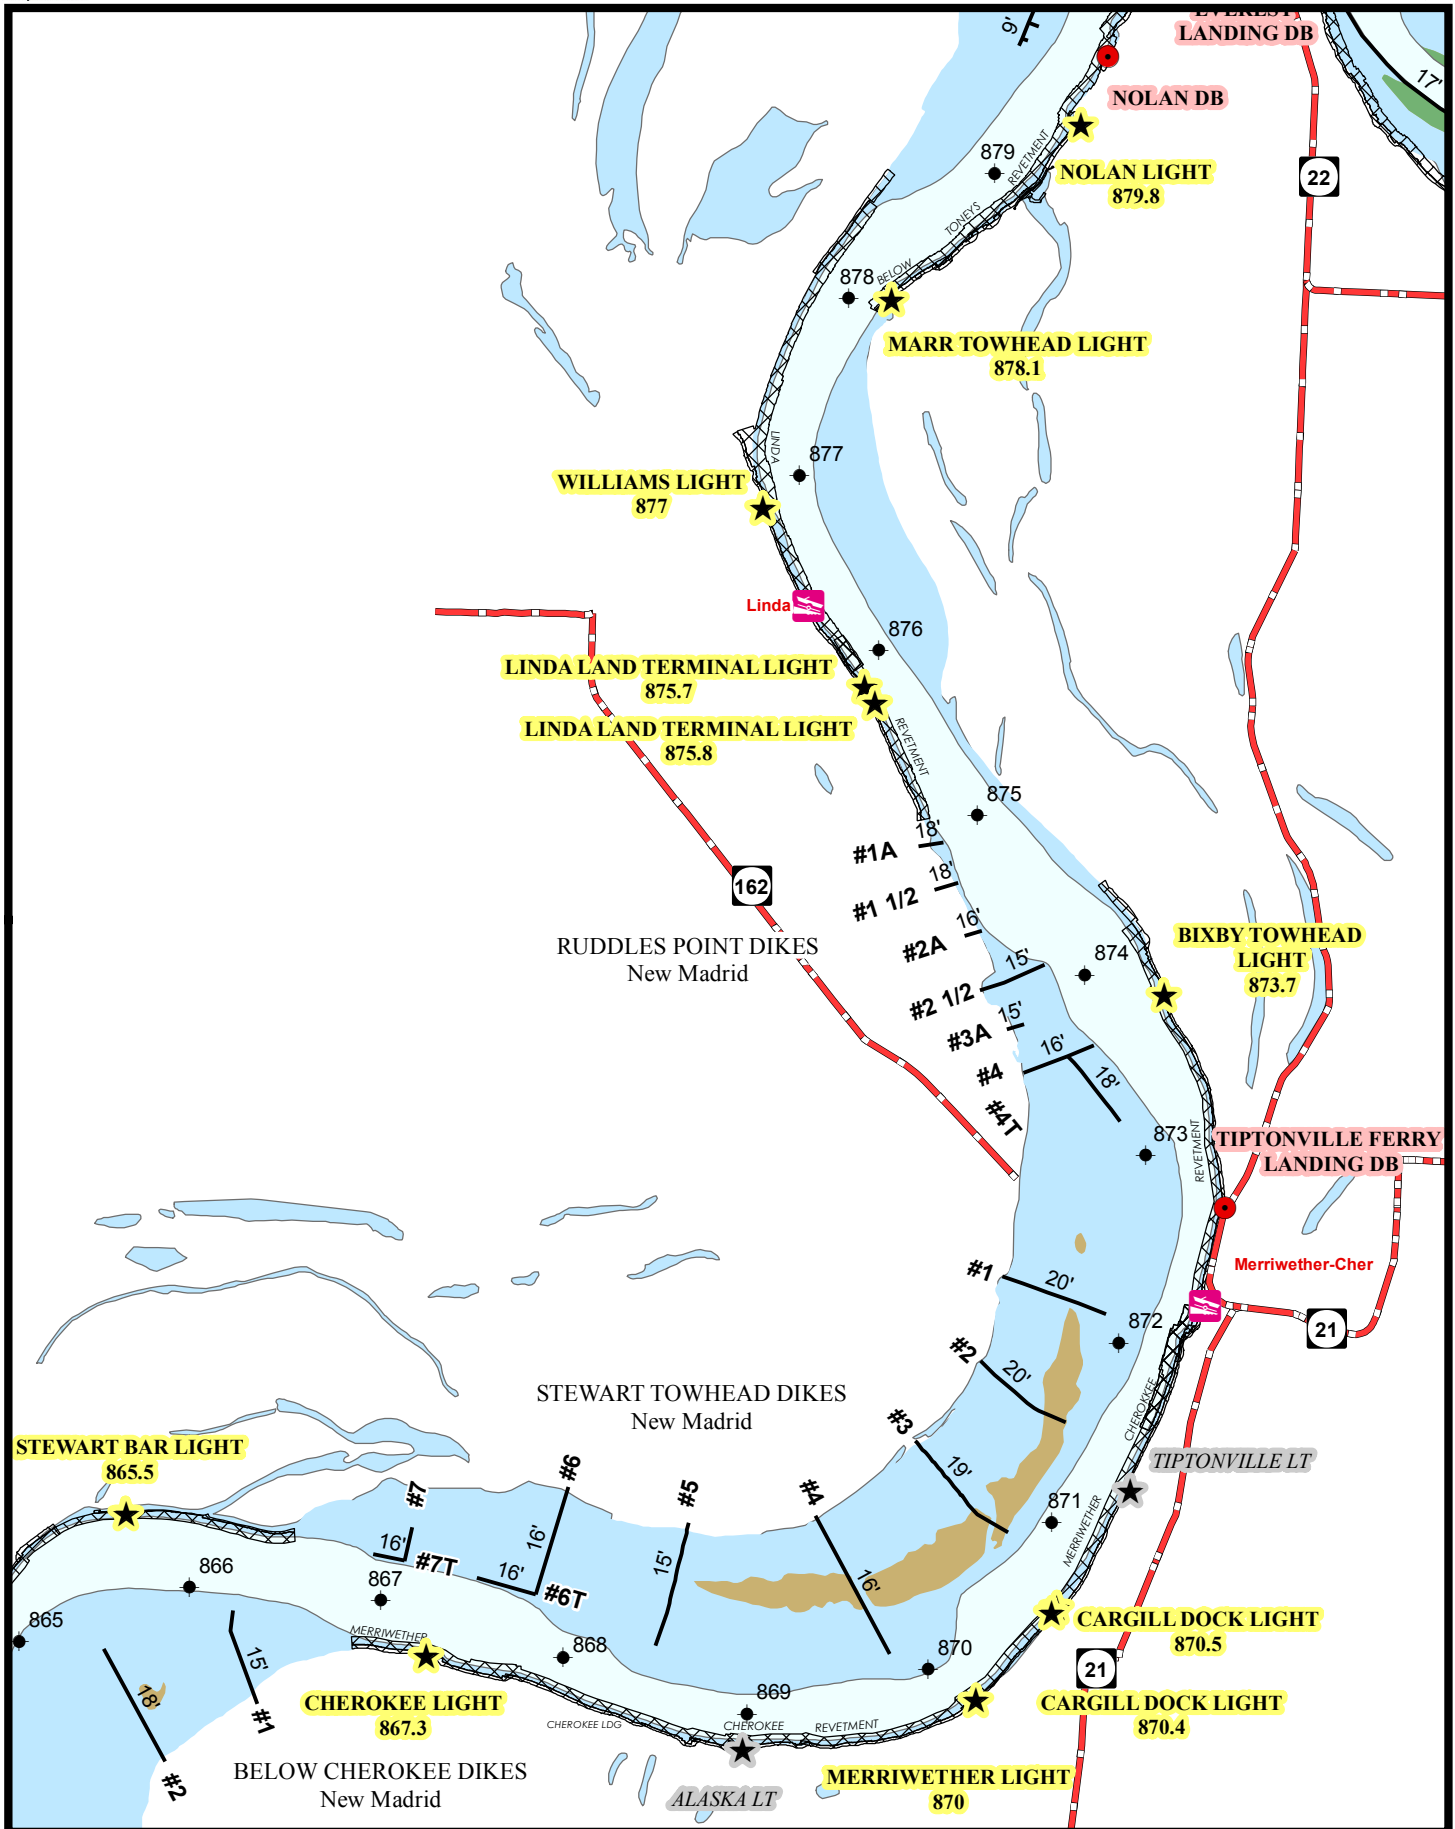 EVEREST
LANDING DB
9'
17'
NOLAN DB
879
REVETMENT
NOLAN LIGHT
879.8
22
TONEYS
BELOW
878
MARR TOWHEAD LIGHT
878.1
LINDA
877
WILLIAMS LIGHT
877
Linda
876
LINDA LAND TERMINAL LIGHT
875.7
LINDA LAND TERMINAL LIGHT
875.8
REVETMENT
875
18'
#1A
18'
#1 1/2
162
16'
#2A
RUDDLES POINT DIKES
New Madrid
BIXBY TOWHEAD
LIGHT
873.7
874
15'
#2 1/2
15'
#3A
16'
#4
18'
#4T
873
REVETMENT
TIPTONVILLE FERRY
LANDING DB
Merriwether-Cher
#1
20'
872
21
#2
20'
STEWART TOWHEAD DIKES
New Madrid
CHEROKKEE
#3
19'
STEWART BAR LIGHT
865.5
TIPTONVILLE LT
#7
#6
#5
#4
871
MERRIWETHER
16'
16'
#7T
16'
#6T
15'
16'
866
867
865
CARGILL DOCK LIGHT
870.5
MERRIWETHER
868
870
21
15'
18'
#1
#2
CHEROKEE LIGHT
867.3
869
CHEROKEE LDG
CHEROKEE
REVETMENT
CARGILL DOCK LIGHT
870.4
BELOW CHEROKEE DIKES
New Madrid
ALASKA LT
MERRIWETHER LIGHT
870